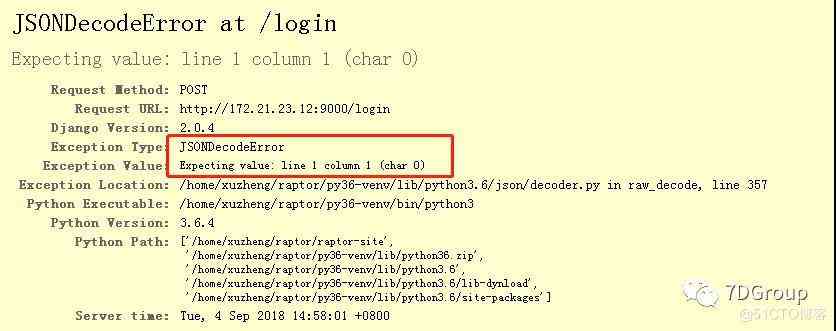 JSONDecodeError at /login
Expecting value: line 1 column 1 (char 0)
Request Method: POST
Request URL: http://172.21.23.12:9000/login
Django Version: 2.0.4
Exception Type: JSONDecodeError
Exception Value: Expecting value: line 1 column 1 (char 0)
Exception Location: /home/xuzheng/raptor/py36-venv/lib/python3.6/json/decoder.py in raw_decode, line 357
Python Executable: /home/xuzheng/raptor/py36-venv/bin/python3
Python Version: 3.6.4
Python Path: ['/home/xuzheng/raptor/raptor-site',
'/home/xuzheng/raptor/py36-venv/lib/python36.zip',
'/home/xuzheng/raptor/py36-venv/lib/python3.6',
'/home/xuzheng/raptor/py36-venv/lib/python3.6/lib-dynload',
'/home/xuzheng/raptor/py36-venv/lib/python3.6/site-packages']
Server time: Tue, 4 Sep 2018 14:58:01 +0800
7DGroup
@51CTO博客